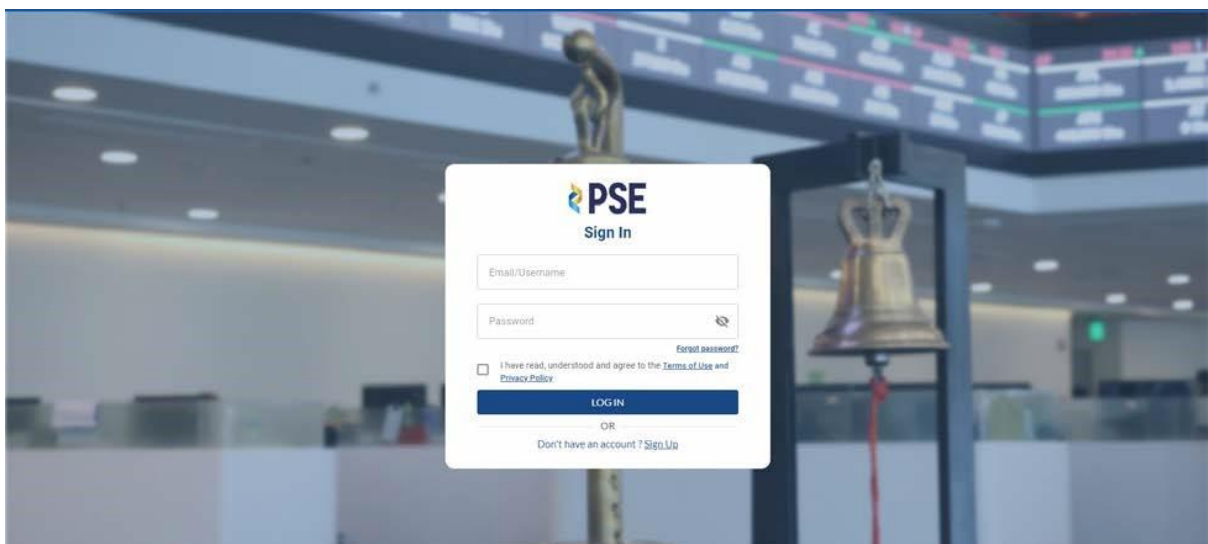 PSE
Sign In
Email/Username
Password
Forgot password?
I have read, understood and agree to the Terms of Use and
Privacy Policy
LOG IN
OR
Don't have an account ? Sign Up